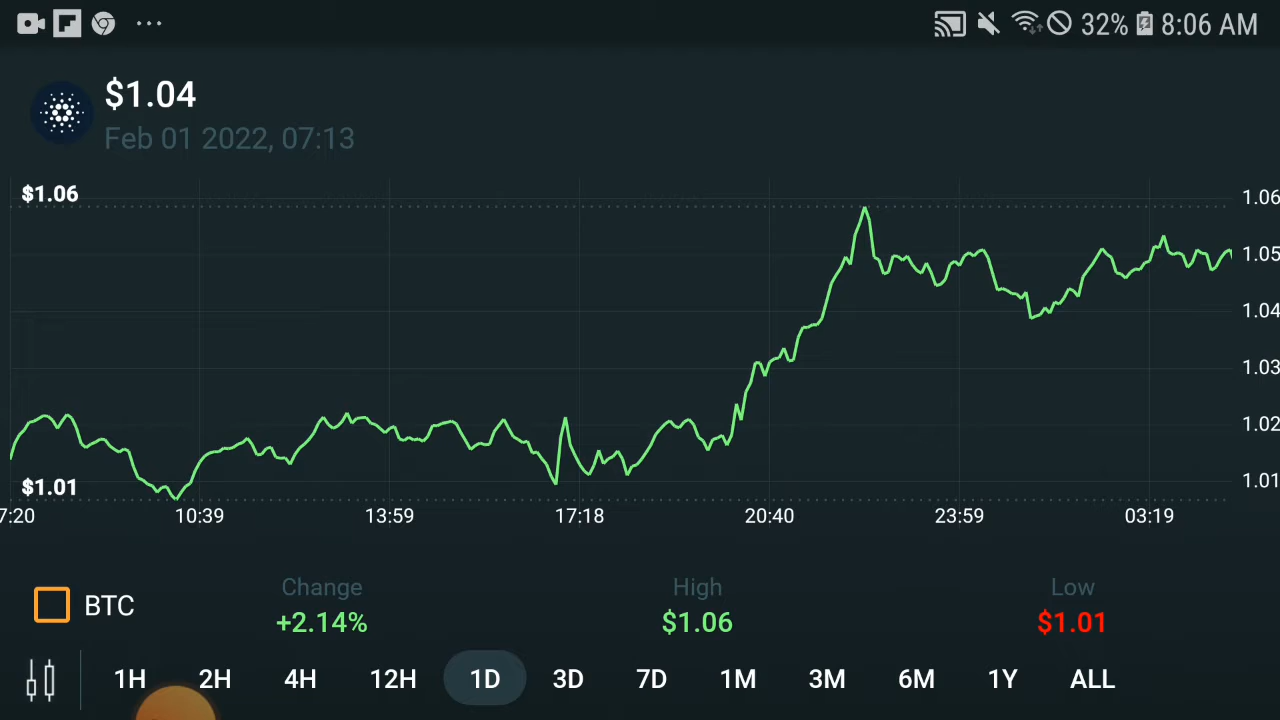 32% 8:06 AM
$1.04
Feb 01 2022, 07:13
$1.06
1.06
1.05
1.04
1.03
1.02
$1.01
1.01
7:20 10:39 13:59 17:18 20:40 23:59 03:19
Change High Low
BTC +2.14% $1.06 $1.01
1H 2H 4H 12H 1D 3D 7D 1M 3M 6M 1Y ALL